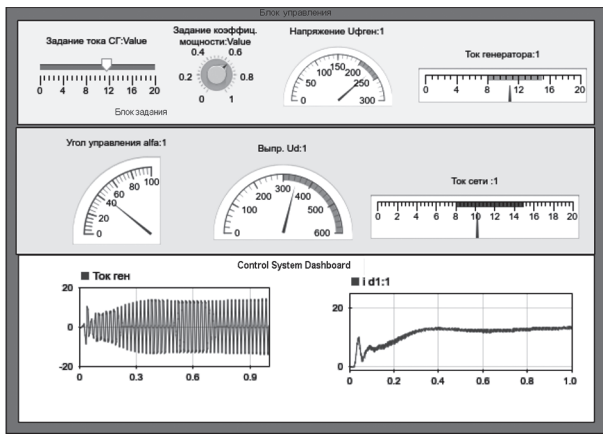 Блок управления
Задание тока СГ:Value
0 4 8 12 16 20
Блок задания
Задание коэффиц.
мощности:Value
0 0.2 0.4 0.6 0.8 1
Напряжение Uфген:1
0 50 100 150 200 250 300
Ток генератора:1
0 4 8 12 16 20
Угол управления alfa:1
0 20 40 60 80 100
Выпр. Ud:1
0 100 200 300 400 500 600
Ток сети :1
0 2 4 6 8 10 12 14 16 18 20
Control System Dashboard
Ток ген
20
0
-20
0 0.3 0.6 0.9
i d1:1
20
0
0 0.2 0.4 0.6 0.8 1.0